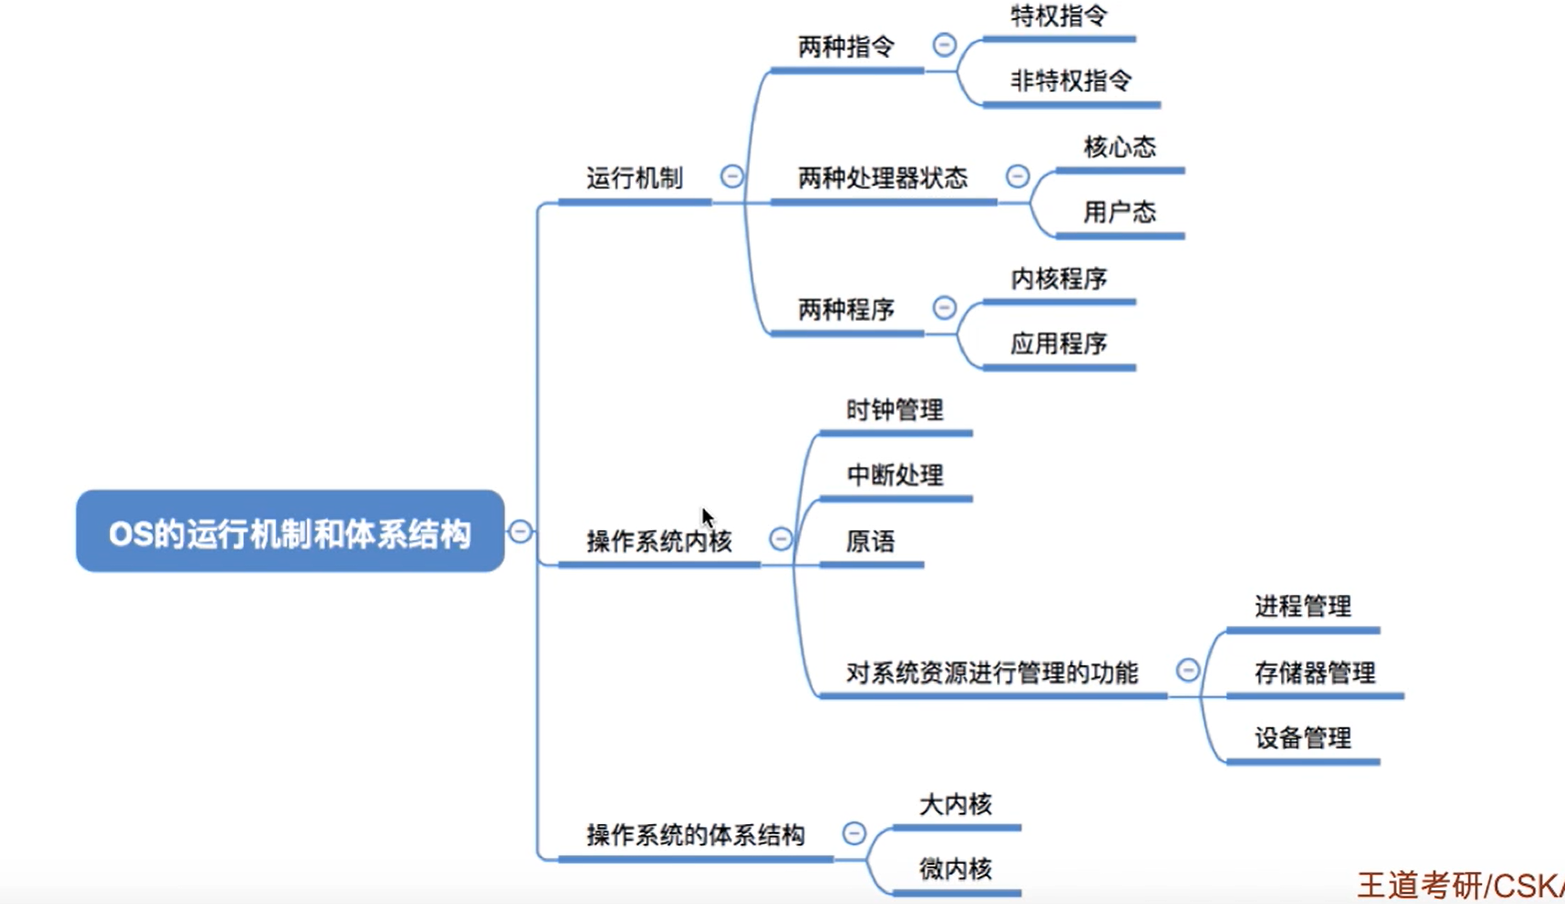 特权指令
两种指令
非特权指令
核心态
运行机制
两种处理器状态
用户态
内核程序
两种程序
应用程序
时钟管理
中断处理
OS的运行机制和体系结构
操作系统内核
原语
进程管理
对系统资源进行管理的功能
存储器管理
设备管理
大内核
操作系统的体系结构
微内核
王道考研/CSKA